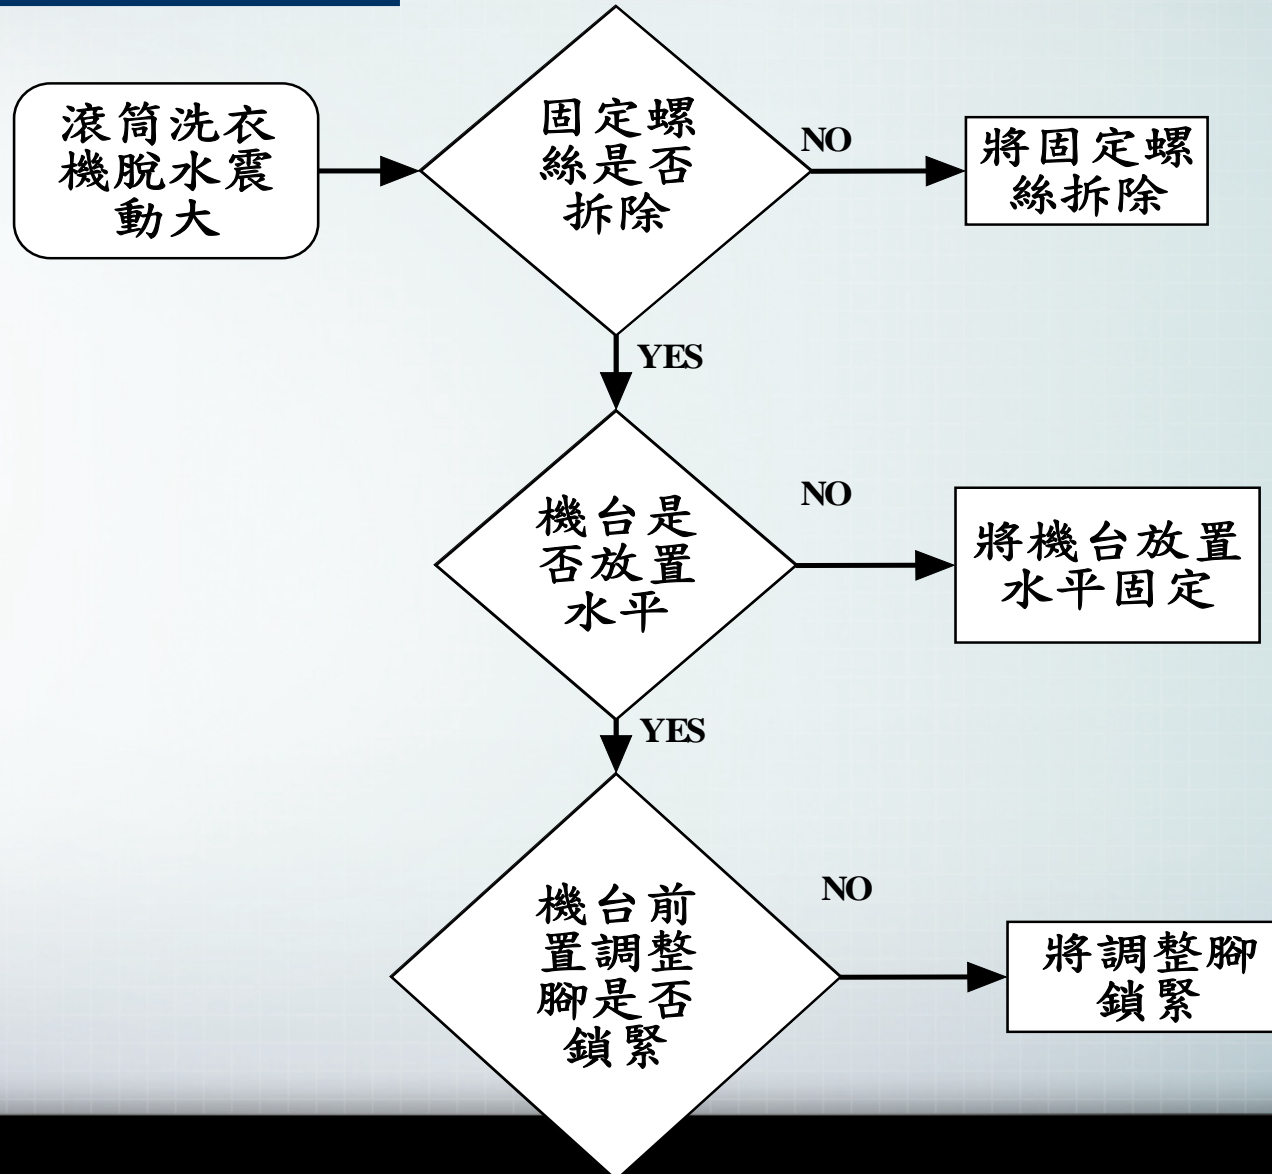 滾筒洗衣
機脫水震
動大
固定螺
絲是否
拆除
NO
將固定螺
絲拆除
YES
機台是
否放置
水平
NO
將機台放置
水平固定
YES
機台前
置調整
腳是否
鎖緊
NO
將調整腳
鎖緊